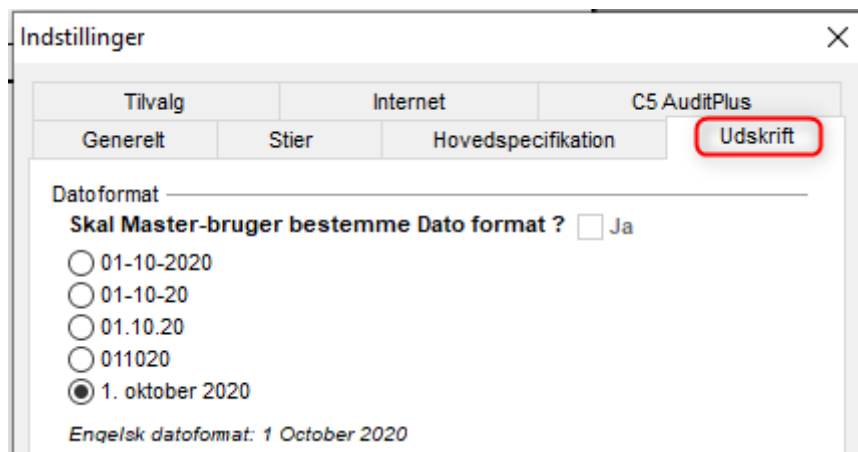 Indstillinger
Tilvalg Internet C5 AuditPlus
Generelt Stier Hovedspecifikation Udskrift
Datoformat
Skal Master-bruger bestemme Dato format ? Ja
01-10-2020
01-10-20
01.10.20
011020
1. oktober 2020
Engelsk datoformat: 1 October 2020